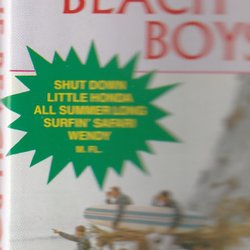 BEACH
BOYS
SHUT DOWN
LITTLE HONDA
ALL SUMMER LONG
SURFIN' SAFARI
WENDY
M. FL.